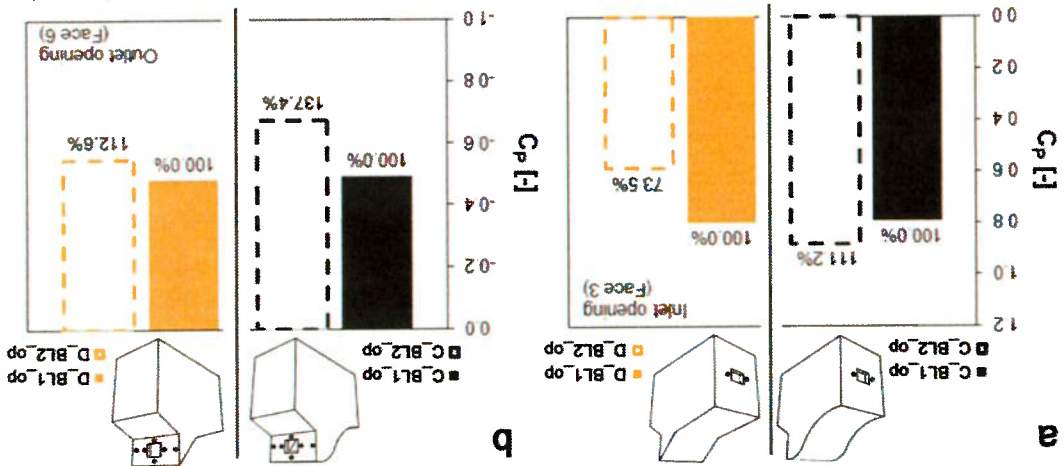 a
C_BL1_op
C_BL2_op
D_BL1_op
D_BL2_op
Cp [-]
1.2
1.0
0.8
0.6
0.4
0.2
0.0
100.0%
111.2%
Inlet opening
(Face 3)
100.0%
73.5%
b
C_BL1_op
C_BL2_op
D_BL1_op
D_BL2_op
Cp [-]
0.0
-0.2
-0.4
-0.6
-0.8
-1.0
100.0%
137.4%
100.0%
112.6%
Outlet opening
(Face 6)